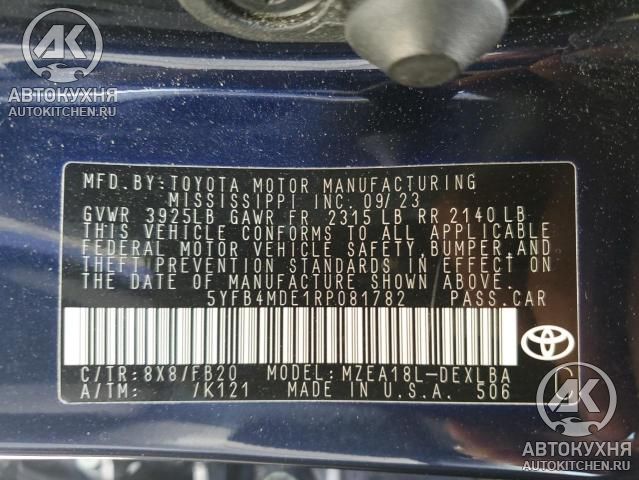 АК
АВТОКУХНЯ
AUTOKITCHEN.RU
MFD.BY:TOYOTA MOTOR MANUFACTURING
MISSISSIPPI INC. 09/23
GVWR 3925LB GAWR FR 2315 LB RR 2140 LB
THIS VEHICLE CONFORMS TO ALL APPLICABLE
FEDERAL MOTOR VEHICLE SAFETY, BUMPER,AND
THEFT PREVENTION STANDARDS IN EFFECT ON
THE DATE OF MANUFACTURE SHOWN ABOVE.
5YFB4MDE1RP081782 PASS.CAR
C/TR:8X8/FB20 MODEL:MZEA18L-DEXLBA
A/TM: /K121 MADE IN U.S.A. 506
C
АК
АВТОКУХНЯ
AUTOKITCHEN.RU